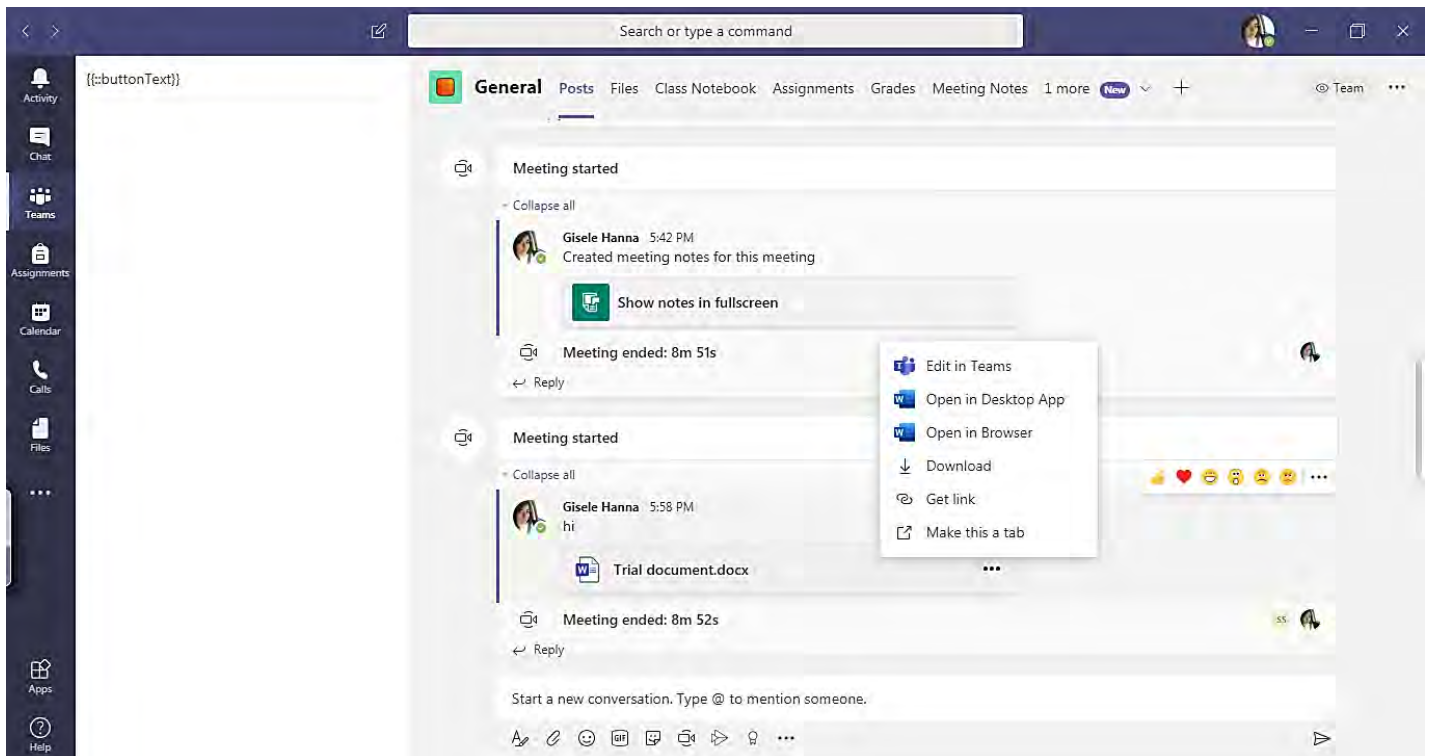 Search or type a command
Activity
Chat
Teams
Assignments
Calendar
Calls
Files
Apps
Help
{{::buttonText}}
General Posts Files Class Notebook Assignments Grades Meeting Notes 1 more New
Team
Meeting started
Collapse all
Gisele Hanna 5:42 PM
Created meeting notes for this meeting
Show notes in fullscreen
Meeting ended: 8m 51s
Reply
Meeting started
Collapse all
Gisele Hanna 5:58 PM
hi
Trial document.docx
Meeting ended: 8m 52s
SS
Reply
Edit in Teams
Open in Desktop App
Open in Browser
Download
Get link
Make this a tab
Start a new conversation. Type @ to mention someone.
GIF